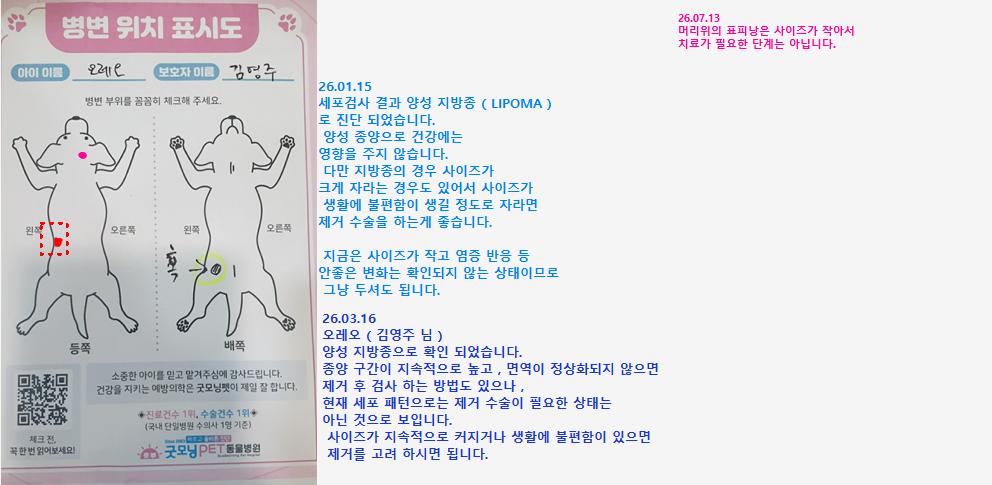 병변 위치 표시도
아이 이름 오레오 보호자 이름 김영주
병변 부위를 꼼꼼히 체크해 주세요.
왼쪽 오른쪽 왼쪽 오른쪽
혹 → 1
등쪽 배쪽
소중한 아이를 믿고 맡겨주심에 감사드립니다.
건강을 지키는 예방의학은 굿모닝펫이 제일 잘 합니다.
진료건수 1위, 수술건수 1위
(국내 단일병원 수의사 1명 기준)
체크 전,
꼭 한 번 읽어보세요!
굿모닝PET동물병원
26.01.15
세포검사 결과 양성 지방종 ( LIPOMA )
로 진단 되었습니다.
양성 종양으로 건강에는
영향을 주지 않습니다.
다만 지방종의 경우 사이즈가
크게 자라는 경우도 있어서 사이즈가
생활에 불편함이 생길 정도로 자라면
제거 수술을 하는게 좋습니다.
지금은 사이즈가 작고 염증 반응 등
안좋은 변화는 확인되지 않는 상태이므로
그냥 두셔도 됩니다.
26.03.16
오레오 ( 김영주 님 )
양성 지방종으로 확인 되었습니다.
종양 구간이 지속적으로 높고 , 면역이 정상화되지 않으면
제거 후 검사 하는 방법도 있으나 ,
현재 세포 패턴으로는 제거 수술이 필요한 상태는
아닌 것으로 보입니다.
사이즈가 지속적으로 커지거나 생활에 불편함이 있으면
제거를 고려 하시면 됩니다.
26.07.13
머리위의 표피낭은 사이즈가 작아서
치료가 필요한 단계는 아닙니다.